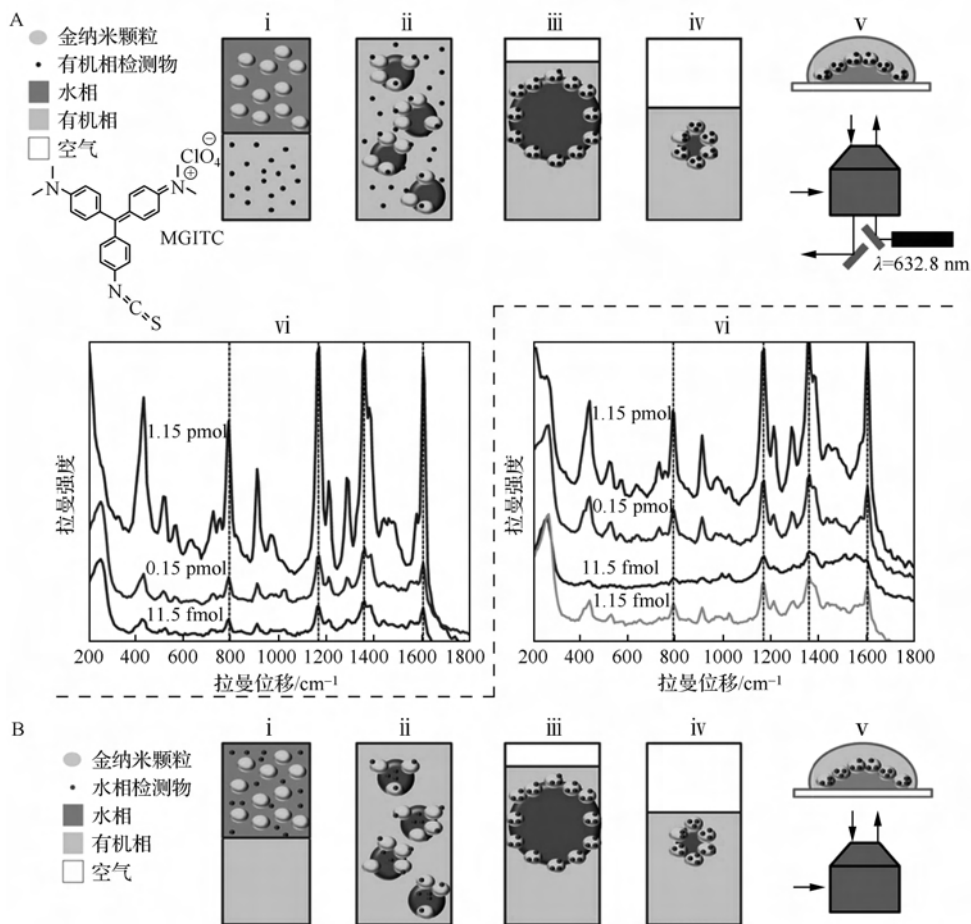 A
i
ii
iii
iv
v
金纳米颗粒
有机相检测物
水相
有机相
空气
ClO₄
⊖
N
N
⊕
MGITC
N
C
S
λ=632.8 nm
vi
1.15 pmol
0.15 pmol
11.5 fmol
拉曼强度
200 400 600 800 1000 1200 1400 1600 1800
拉曼位移/cm⁻¹
vi
1.15 pmol
0.15 pmol
11.5 fmol
1.15 fmol
拉曼强度
200 400 600 800 1000 1200 1400 1600 1800
拉曼位移/cm⁻¹
B
i
ii
iii
iv
v
金纳米颗粒
水相检测物
水相
有机相
空气